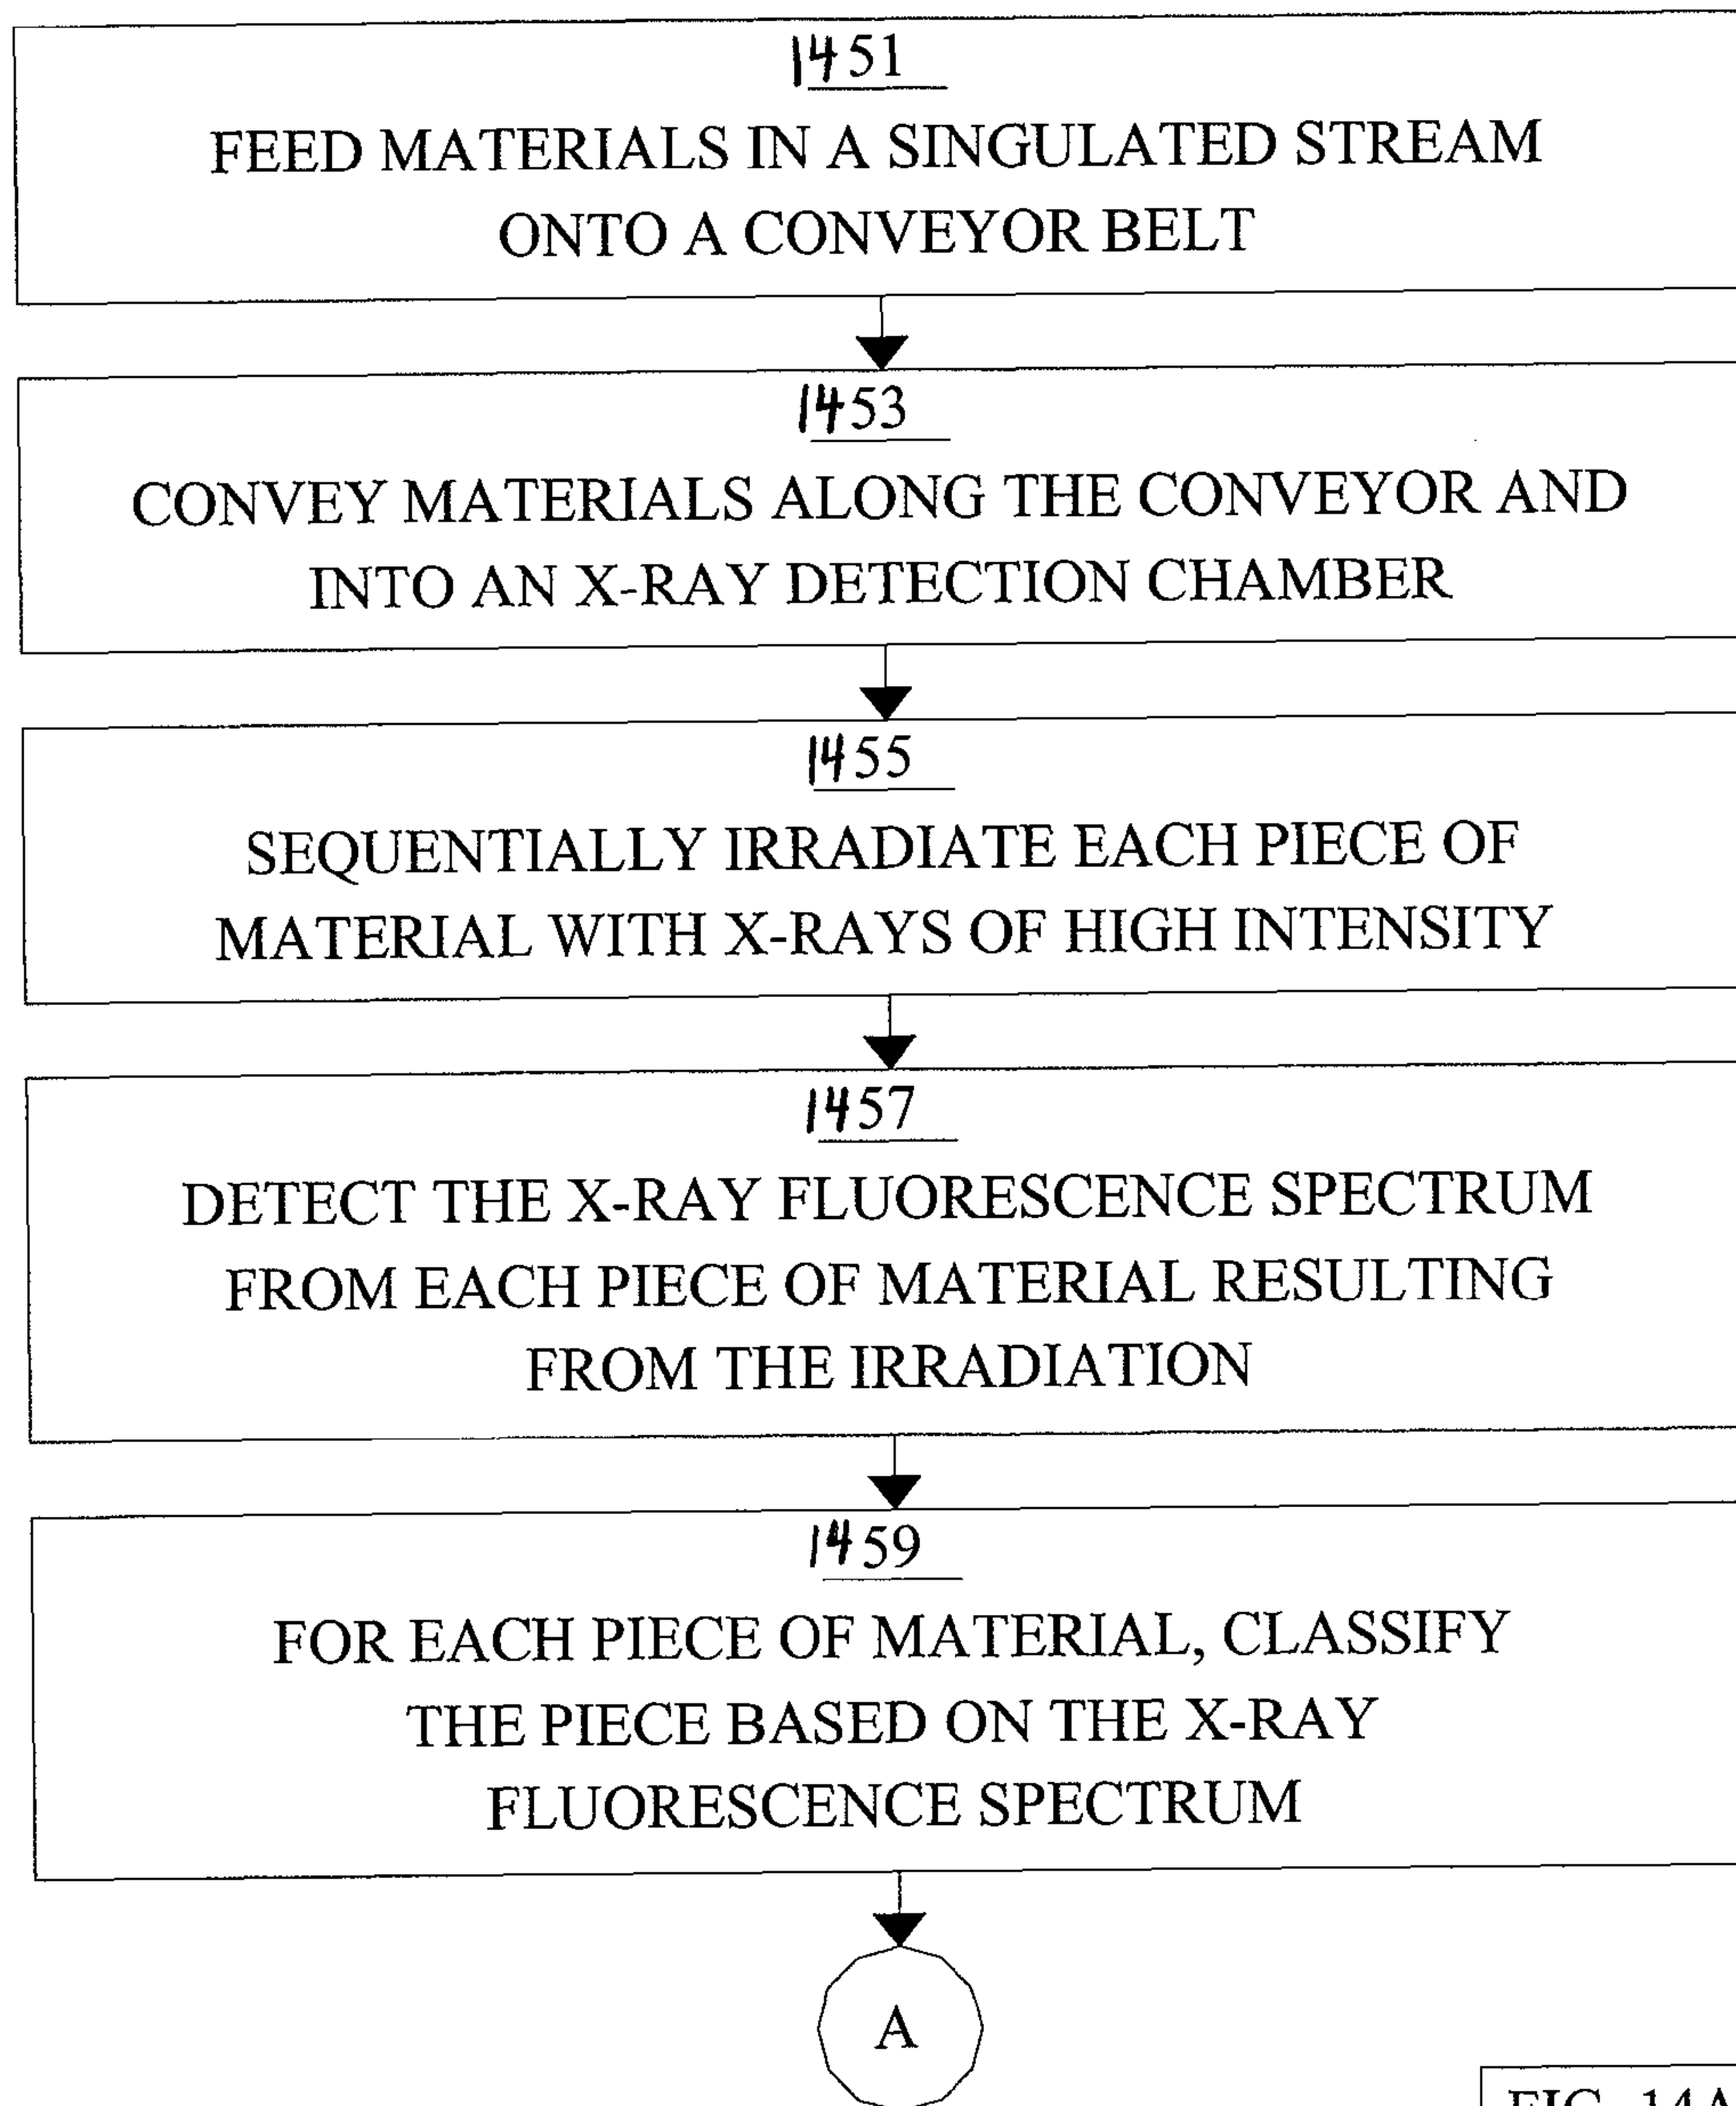 1451
FEED MATERIALS IN A SINGULATED STREAM
ONTO A CONVEYOR BELT
1453
CONVEY MATERIALS ALONG THE CONVEYOR AND
INTO AN X-RAY DETECTION CHAMBER
1455
SEQUENTIALLY IRRADIATE EACH PIECE OF
MATERIAL WITH X-RAYS OF HIGH INTENSITY
1457
DETECT THE X-RAY FLUORESCENCE SPECTRUM
FROM EACH PIECE OF MATERIAL RESULTING
FROM THE IRRADIATION
1459
FOR EACH PIECE OF MATERIAL, CLASSIFY
THE PIECE BASED ON THE X-RAY
FLUORESCENCE SPECTRUM
A
FIG. 14A